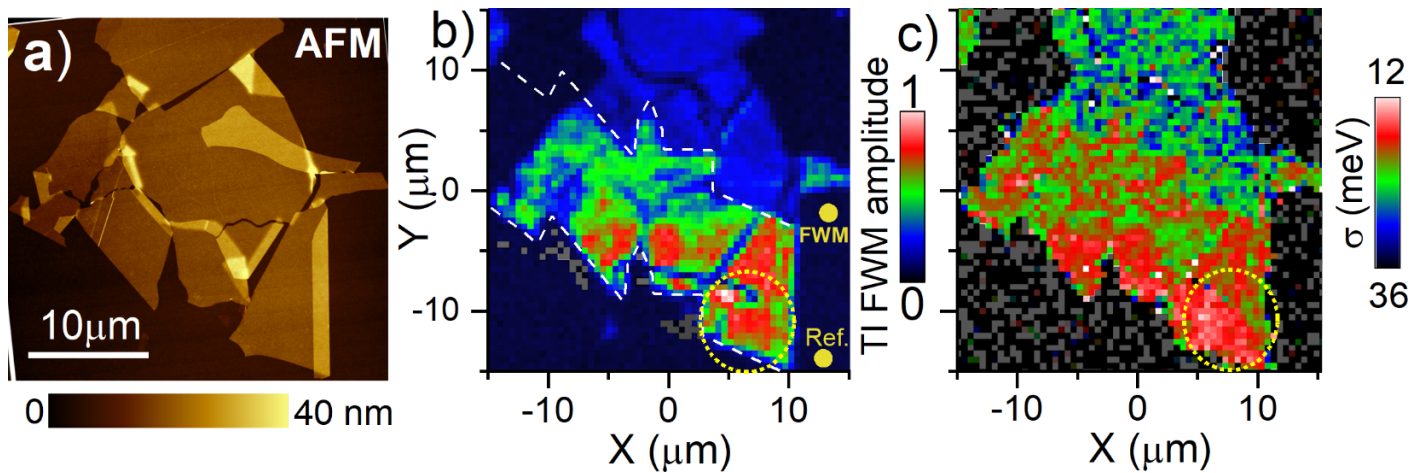 a)
AFM
10μm
0
40 nm
b)
10
0
-10
Y (μm)
-10
0
10
X (μm)
FWM
Ref.
TI FWM amplitude
1
0
c)
-10
0
10
X (μm)
12
σ (meV)
36